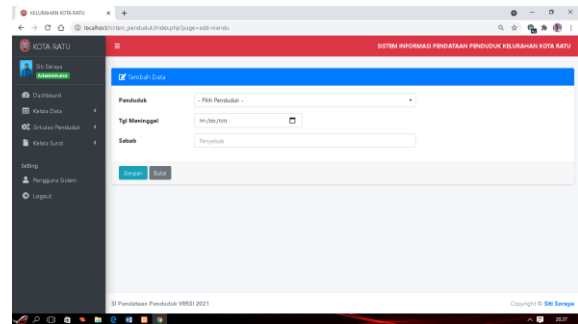 KELURAHAN KOTA RATU
localhost/sistem_penduduk/index.php?page=add-mendu
KOTA RATU
SISTEM INFORMASI PENDATAAN PENDUDUK KELURAHAN KOTA RATU
Siti Soraya
Administrator
Tambah Data
Dashboard
Kelola Data
Sirkulasi Penduduk
Kelola Surat
Setting
Pengguna Sistem
Logout
Penduduk
- Pilih Penduduk -
Tgl Meninggal
hh/bb/tttt
Sebab
Penyebab
Simpan
Batal
SI Pendataan Penduduk VERSI 2021
Copyright © Siti Soraya
20.37